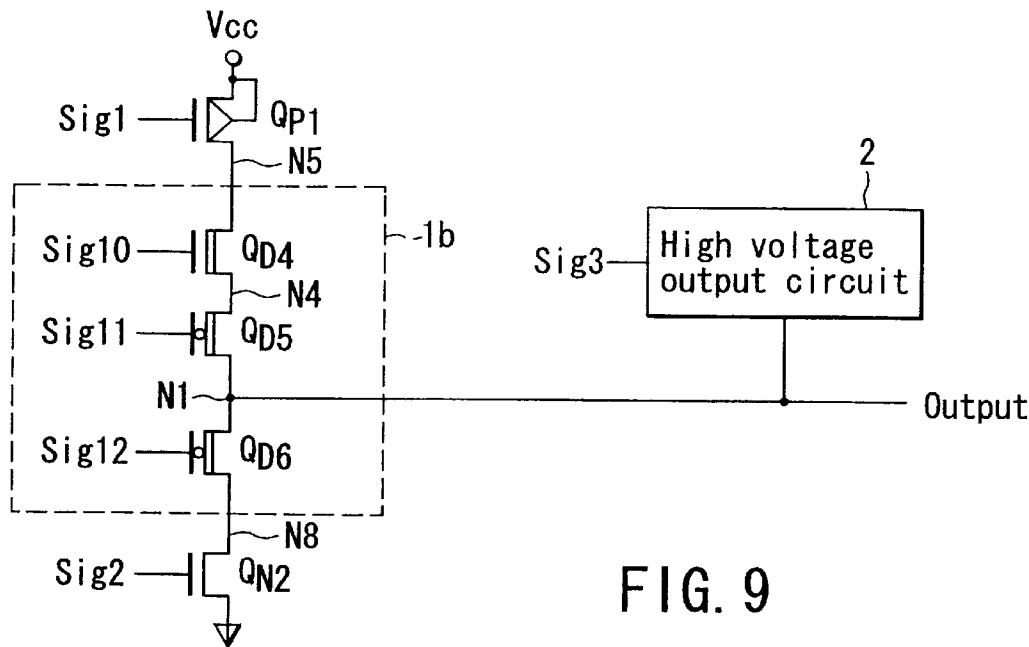 Vcc
Sig1
QP1
N5
2
1b
High voltage
output circuit
Sig10
QD4
Sig3
N4
Sig11
QD5
N1
Output
Sig12
QD6
N8
Sig2
QN2
FIG. 9